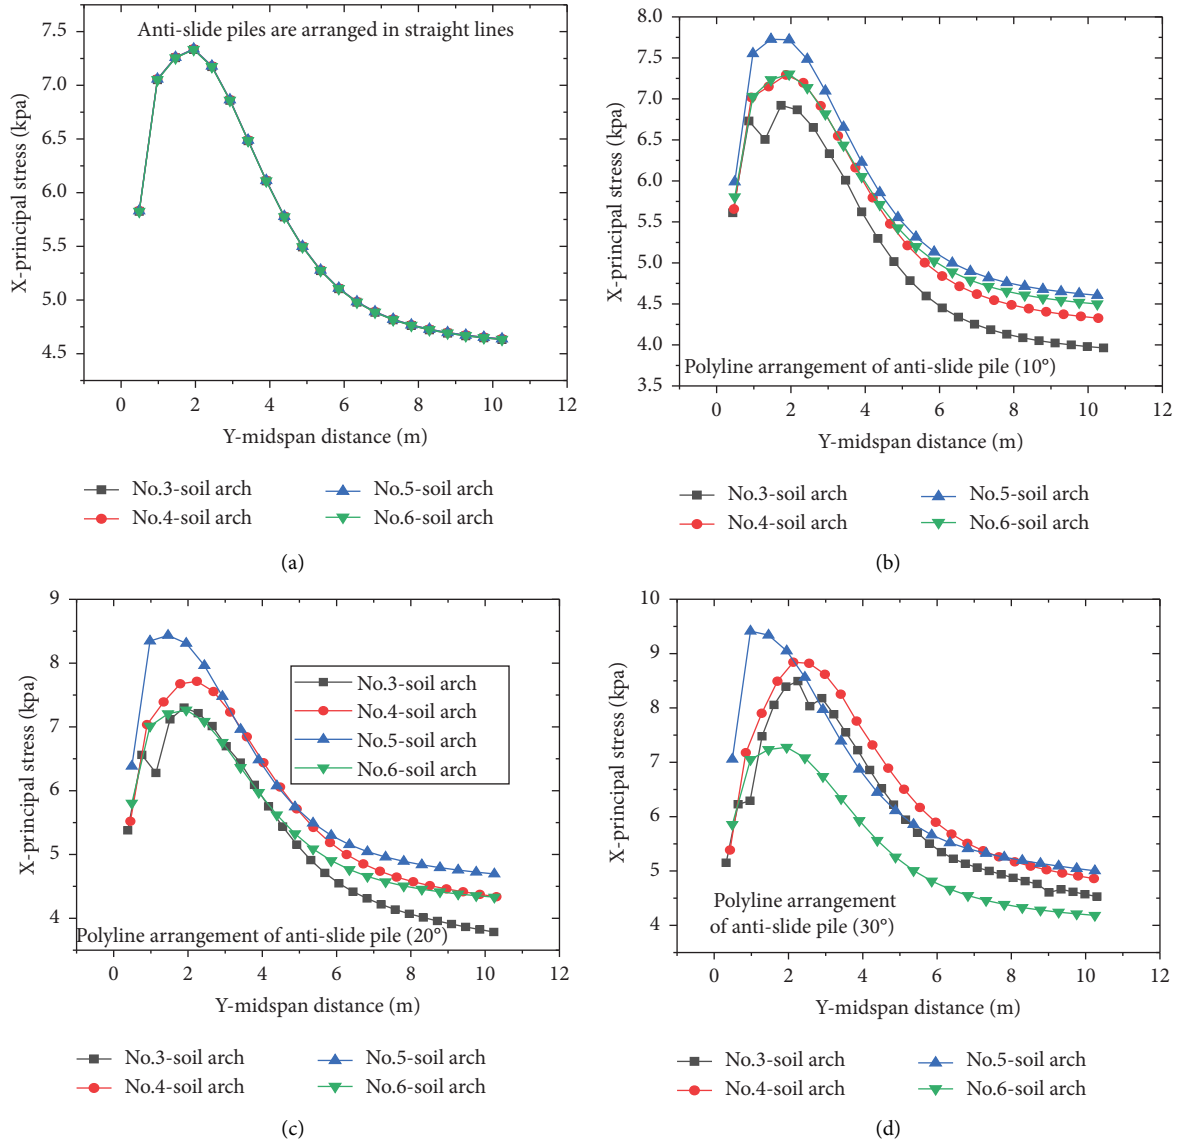 Anti-slide piles are arranged in straight lines
7.5
7.0
6.5
6.0
5.5
5.0
4.5
X-principal stress (kpa)
0 2 4 6 8 10 12
Y-midspan distance (m)
No.3-soil arch No.5-soil arch
No.4-soil arch No.6-soil arch
(a)
8.0
7.5
7.0
6.5
6.0
5.5
5.0
4.5
4.0
3.5
X-principal stress (kpa)
Polyline arrangement of anti-slide pile (10°)
0 2 4 6 8 10 12
Y-midspan distance (m)
No.3-soil arch No.5-soil arch
No.4-soil arch No.6-soil arch
(b)
9
8
7
6
5
4
X-principal stress (kpa)
No.3-soil arch
No.4-soil arch
No.5-soil arch
No.6-soil arch
Polyline arrangement of anti-slide pile (20°)
0 2 4 6 8 10 12
Y-midspan distance (m)
No.3-soil arch No.5-soil arch
No.4-soil arch No.6-soil arch
(c)
10
9
8
7
6
5
4
X-principal stress (kpa)
Polyline arrangement
of anti-slide pile (30°)
0 2 4 6 8 10 12
Y-midspan distance (m)
No.3-soil arch No.5-soil arch
No.4-soil arch No.6-soil arch
(d)